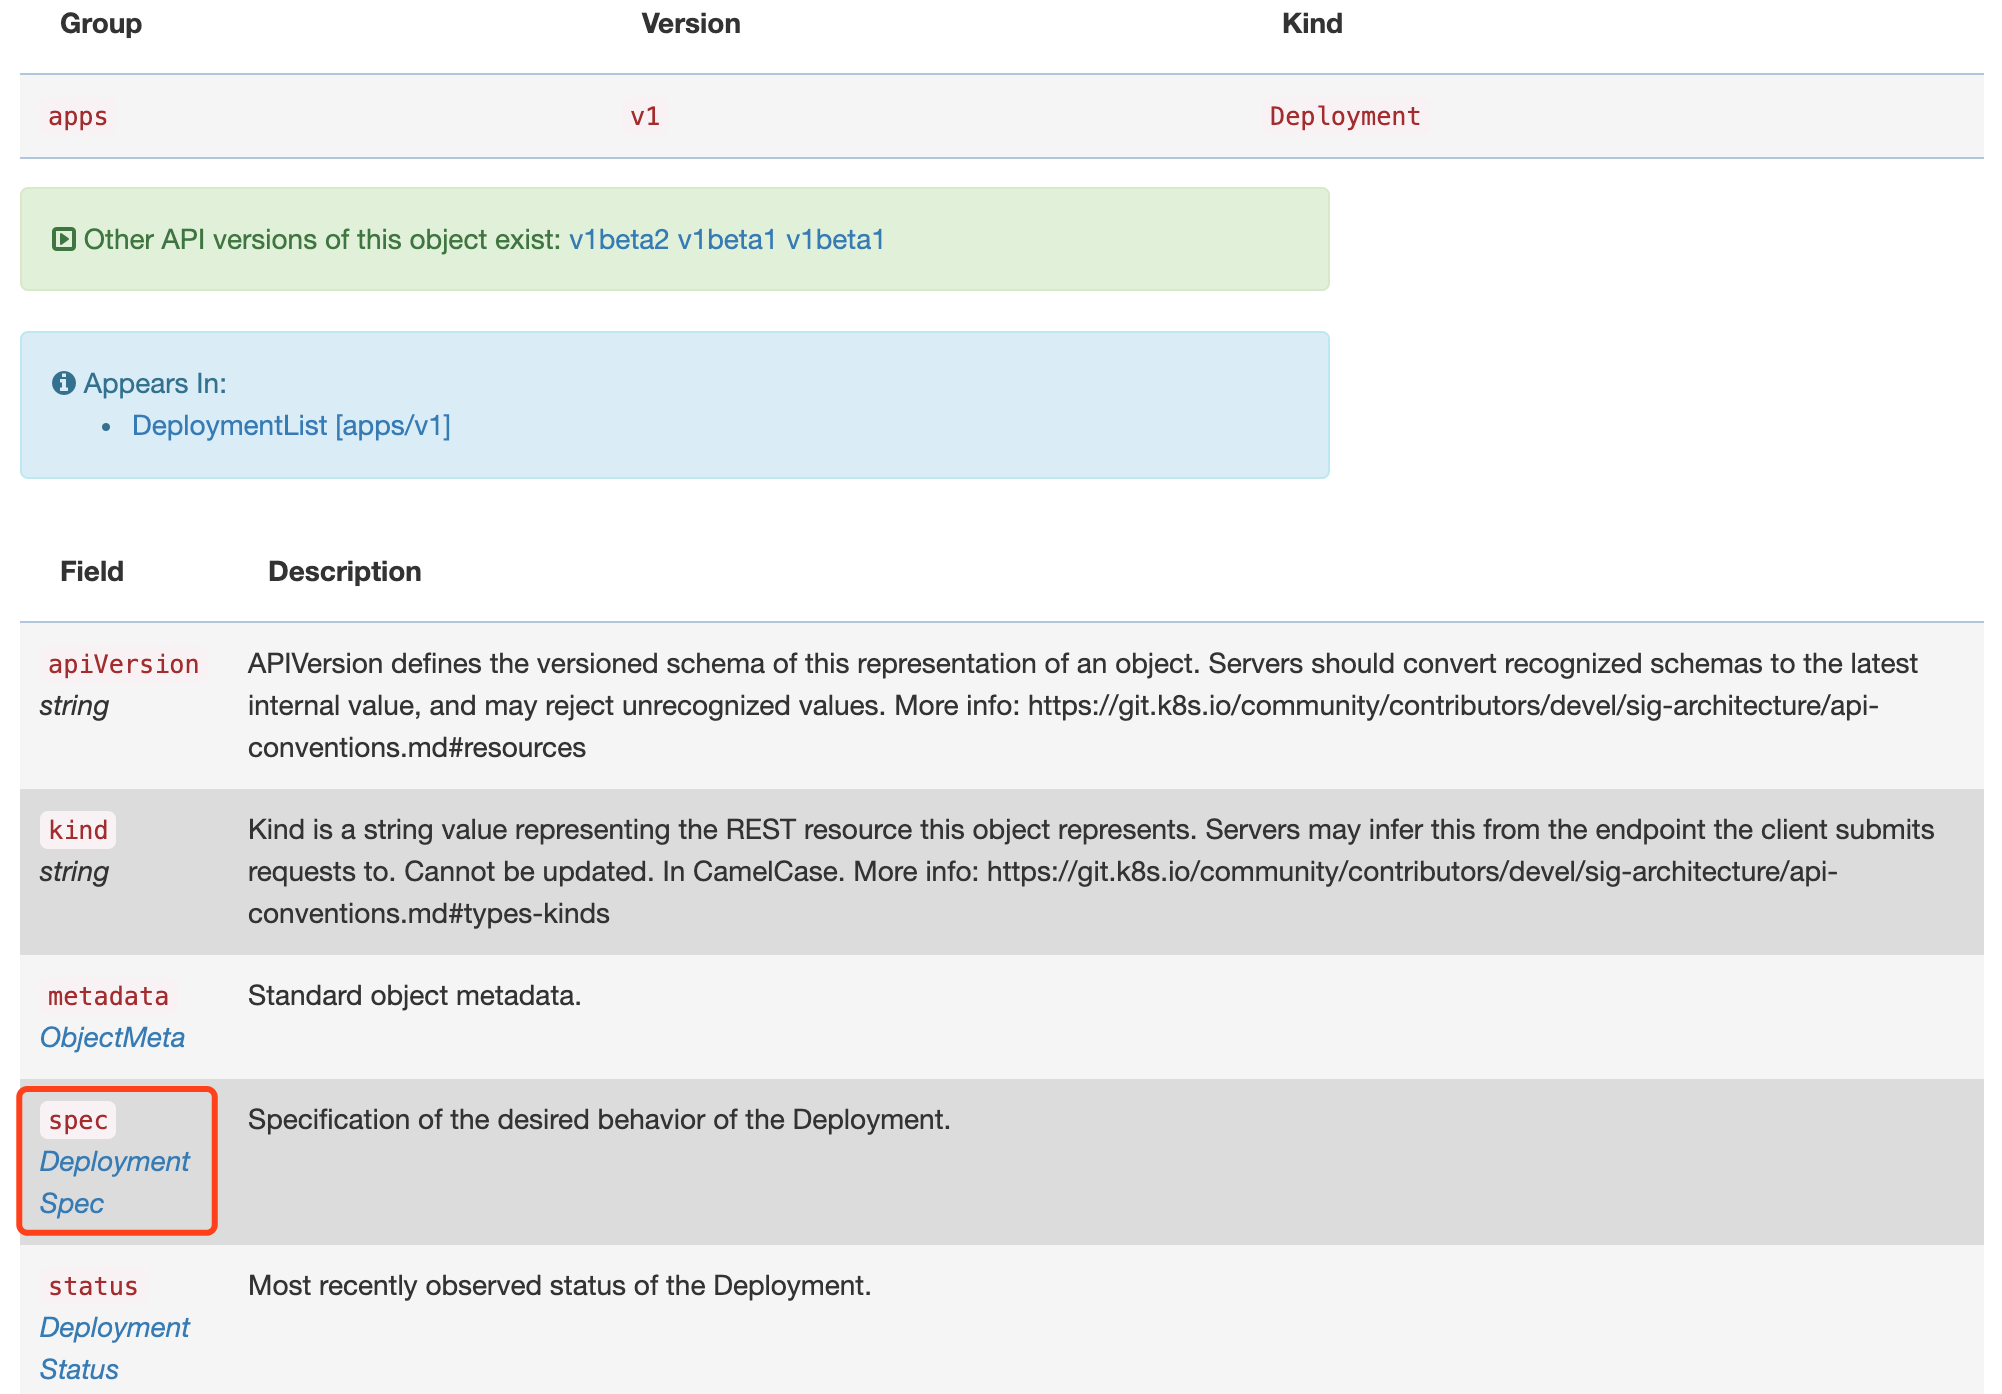 Group Version Kind
apps v1 Deployment
Other API versions of this object exist: v1beta2 v1beta1 v1beta1
Appears In:
• DeploymentList [apps/v1]
Field Description
apiVersion APIVersion defines the versioned schema of this representation of an object. Servers should convert recognized schemas to the latest
string internal value, and may reject unrecognized values. More info: https://git.k8s.io/community/contributors/devel/sig-architecture/api-
conventions.md#resources
kind Kind is a string value representing the REST resource this object represents. Servers may infer this from the endpoint the client submits
string requests to. Cannot be updated. In CamelCase. More info: https://git.k8s.io/community/contributors/devel/sig-architecture/api-
conventions.md#types-kinds
metadata Standard object metadata.
ObjectMeta
spec Specification of the desired behavior of the Deployment.
Deployment
Spec
status Most recently observed status of the Deployment.
Deployment
Status